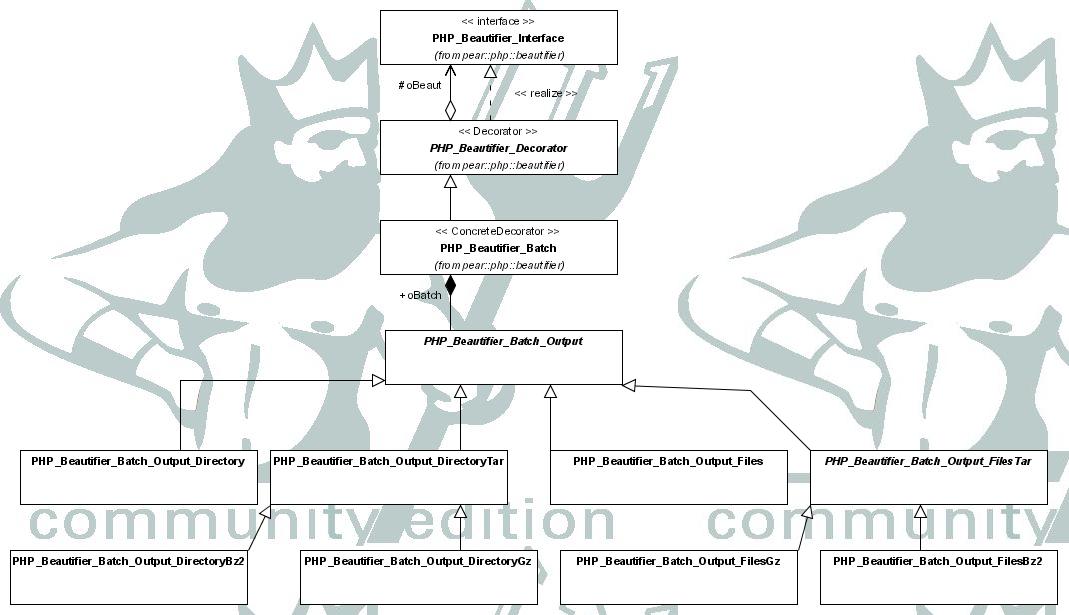 << interface >>
PHP_Beautifier_Interface
(from pear::php::beautifier)
#oBeaut
<< realize >>
<< Decorator >>
PHP_Beautifier_Decorator
(from pear::php::beautifier)
<< ConcreteDecorator >>
PHP_Beautifier_Batch
(from pear::php::beautifier)
+oBatch
PHP_Beautifier_Batch_Output
PHP_Beautifier_Batch_Output_Directory
PHP_Beautifier_Batch_Output_DirectoryTar
PHP_Beautifier_Batch_Output_Files
PHP_Beautifier_Batch_Output_FilesTar
community edition
community
PHP_Beautifier_Batch_Output_DirectoryBz2
PHP_Beautifier_Batch_Output_DirectoryGz
PHP_Beautifier_Batch_Output_FilesGz
PHP_Beautifier_Batch_Output_FilesBz2